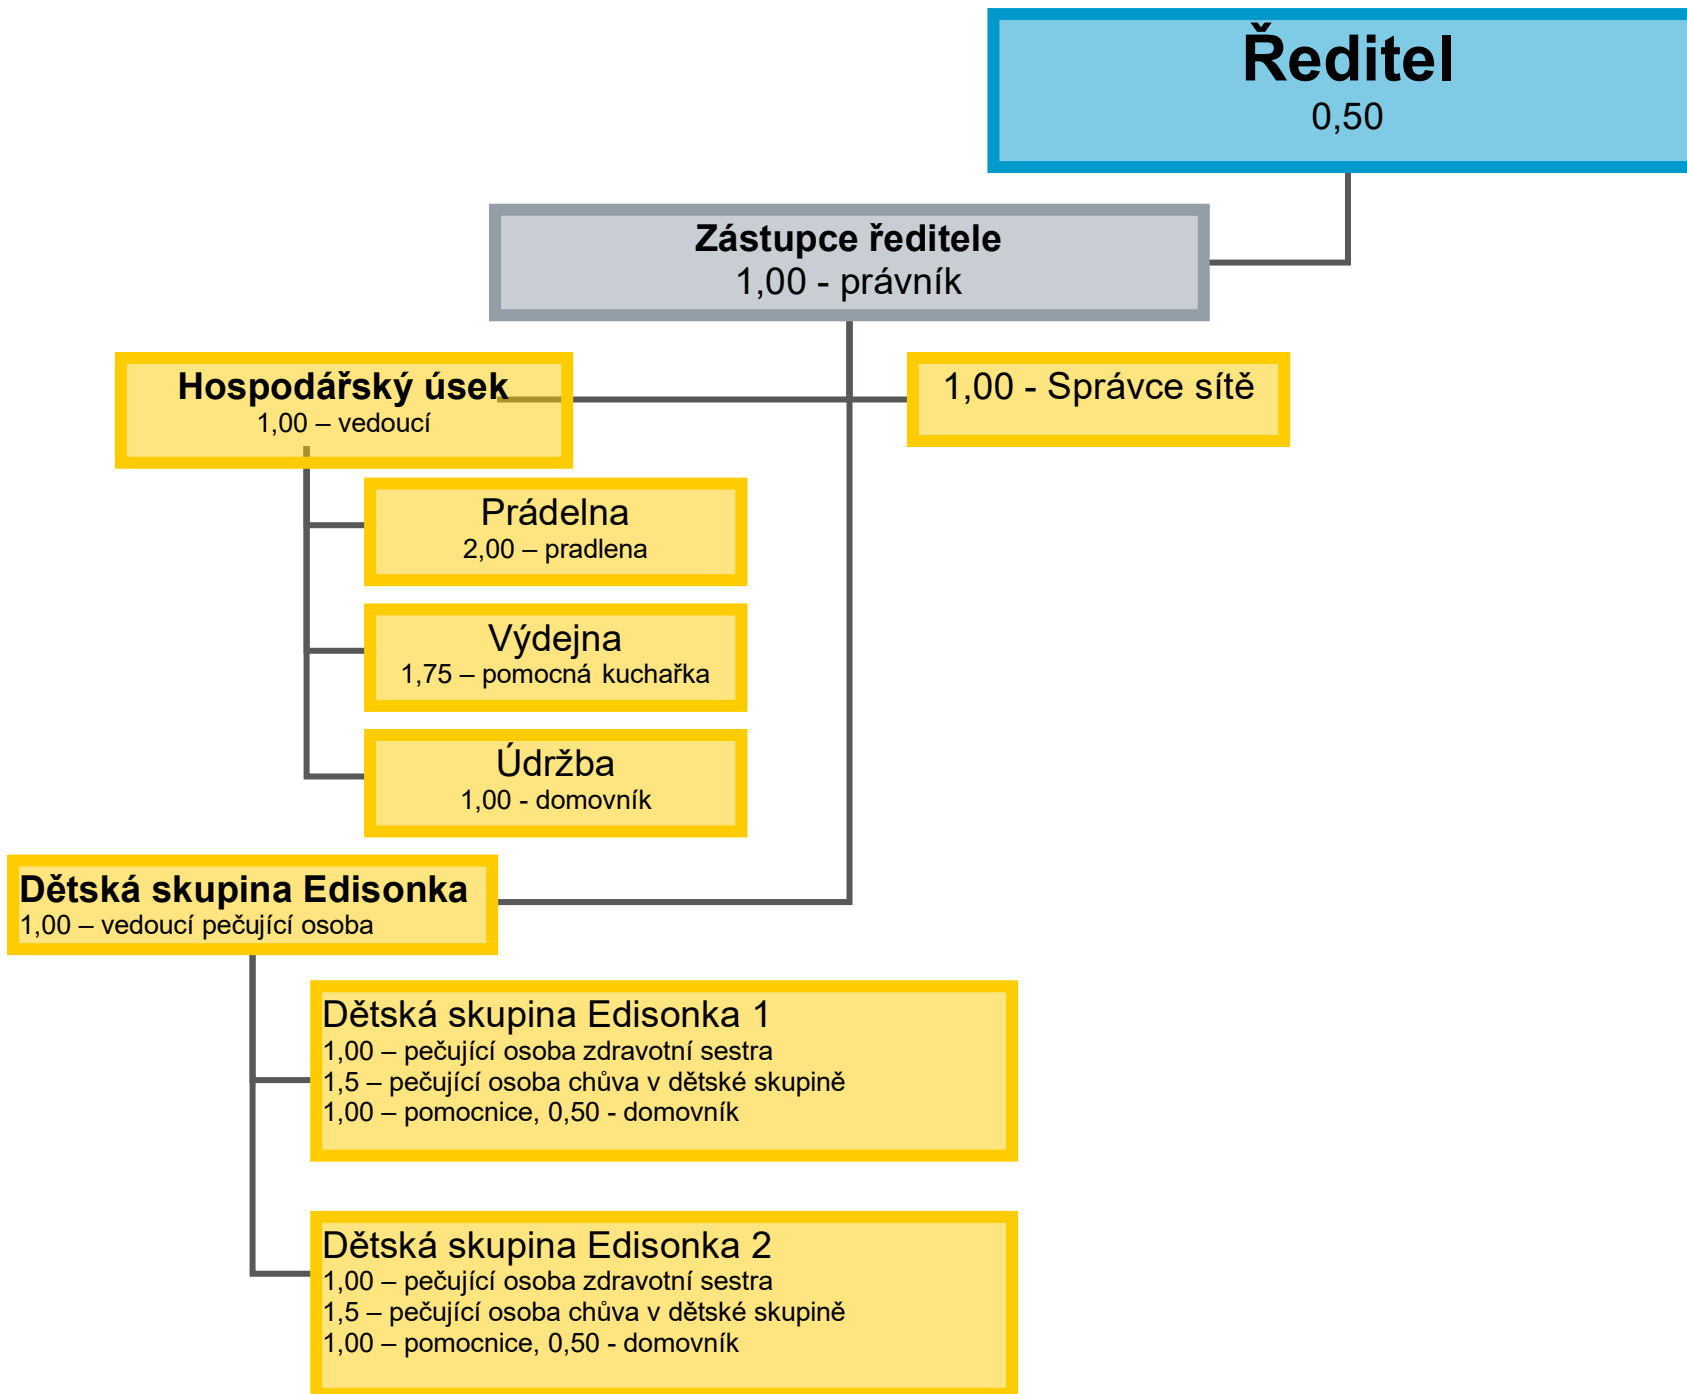 Ředitel
0,50
Zástupce ředitele
1,00 - právník
Hospodářský úsek
1,00 – vedoucí
1,00 - Správce sítě
Prádelna
2,00 – pradlena
Výdejna
1,75 – pomocná kuchařka
Údržba
1,00 - domovník
Dětská skupina Edisonka
1,00 – vedoucí pečující osoba
Dětská skupina Edisonka 1
1,00 – pečující osoba zdravotní sestra
1,5 – pečující osoba chůva v dětské skupině
1,00 – pomocnice, 0,50 - domovník
Dětská skupina Edisonka 2
1,00 – pečující osoba zdravotní sestra
1,5 – pečující osoba chůva v dětské skupině
1,00 – pomocnice, 0,50 - domovník